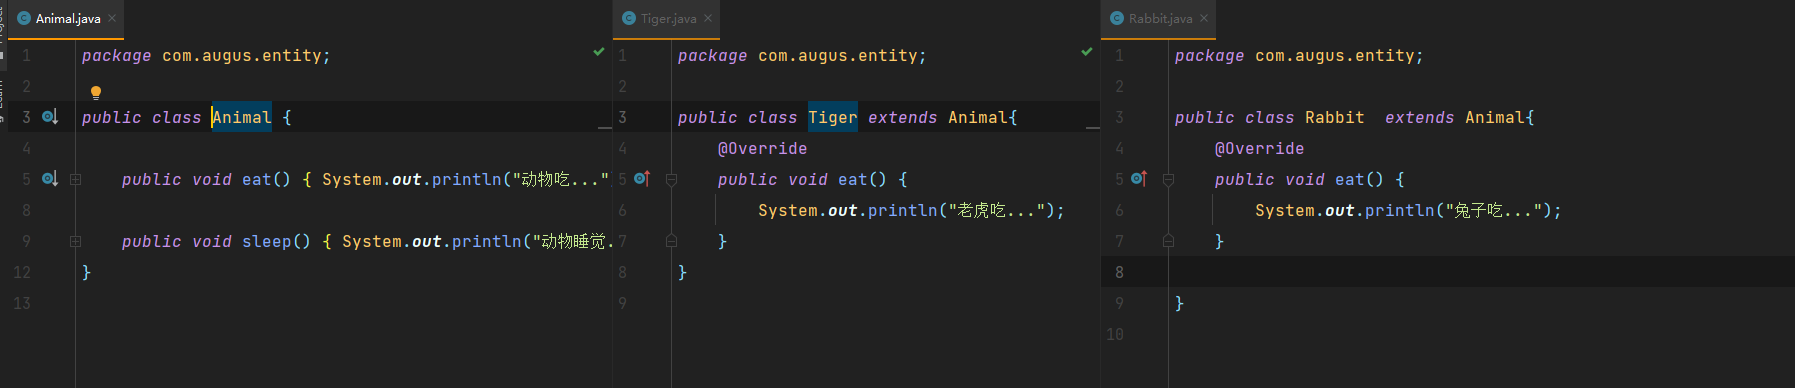 Animal.java
1 package com.augus.entity;
2
3 public class Animal {
4
5 public void eat() { System.out.println("动物吃..."
8
9 public void sleep() { System.out.println("动物睡觉.
12 }
13
Tiger.java
1 package com.augus.entity;
2
3 public class Tiger extends Animal{
4 @Override
5 public void eat() {
6 System.out.println("老虎吃...");
7 }
8 }
9
Rabbit.java
1 package com.augus.entity;
2
3 public class Rabbit  extends Animal{
4 @Override
5 public void eat() {
6 System.out.println("兔子吃...");
7 }
8
9 }
10